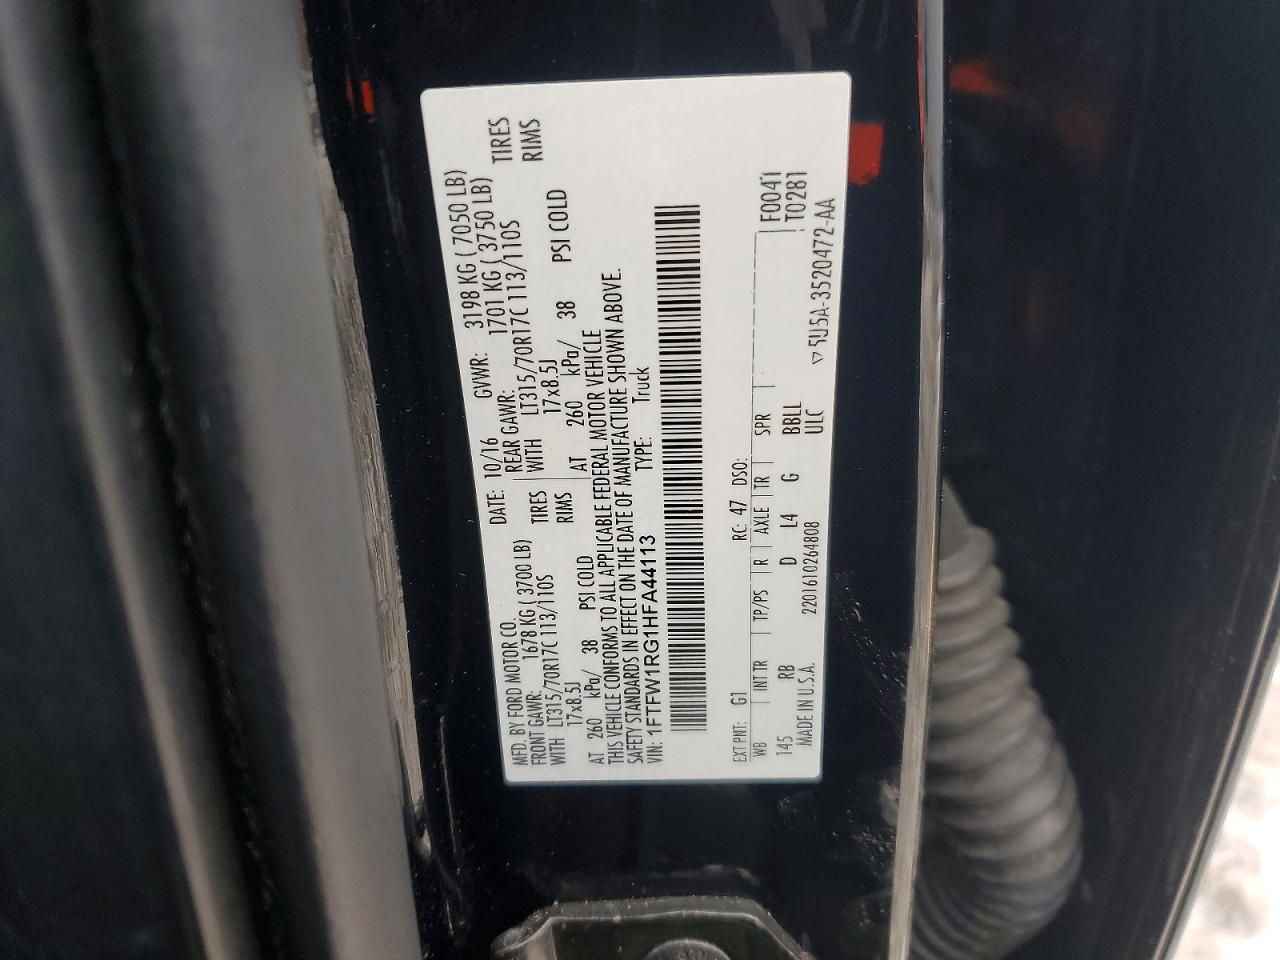 MFD. BY FORD MOTOR CO.
DATE: 10/16 GVWR: 3198 KG ( 7050 LB)
FRONT GAWR: 1678 KG ( 3700 LB) REAR GAWR: 1701 KG ( 3750 LB)
WITH LT315/70R17C 113/110S TIRES WITH LT315/70R17C 113/110S TIRES
17x8.5J RIMS 17x8.5J RIMS
AT 260 kPa/ 38 PSI COLD AT 260 kPa/ 38 PSI COLD
THIS VEHICLE CONFORMS TO ALL APPLICABLE FEDERAL MOTOR VEHICLE
SAFETY STANDARDS IN EFFECT ON THE DATE OF MANUFACTURE SHOWN ABOVE.
VIN: 1FTFW1RG1HFA44113 TYPE: Truck
EXT PNT: G1 RC: 47 DSO: F0041
WB INT TR TP/PS R AXLE TR SPR T0281
145 RB D L4 G BBLL
MADE IN U.S.A. 2201610264808 ULC ▽5U5A-3520472-AA